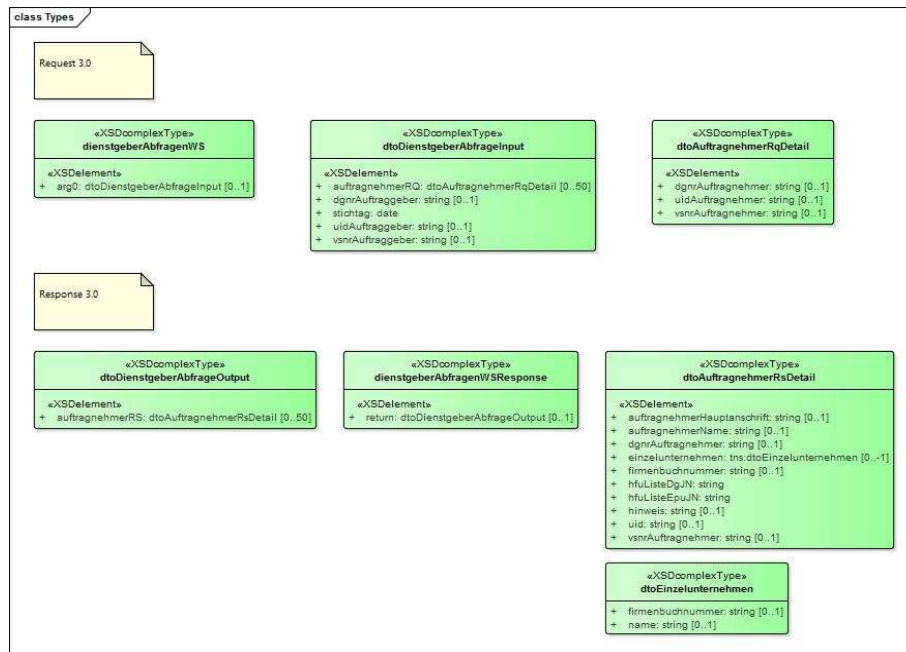 class Types
Request 3.0
«XSDcomplexType»
dienstgeberAbfragenWS
«XSDelement»
+ arg0: dtoDienstgeberAbfrageInput [0..1]
«XSDcomplexType»
dtoDienstgeberAbfrageInput
«XSDelement»
+ auftragnehmerRQ: dtoAuftragnehmerRqDetail [0..50]
+ dgnrAuftraggeber: string [0..1]
+ stichtag: date
+ uidAuftraggeber: string [0..1]
+ vsnrAuftraggeber: string [0..1]
«XSDcomplexType»
dtoAuftragnehmerRqDetail
«XSDelement»
+ dgnrAuftragnehmer: string [0..1]
+ uidAuftragnehmer: string [0..1]
+ vsnrAuftragnehmer: string [0..1]
Response 3.0
«XSDcomplexType»
dtoDienstgeberAbfrageOutput
«XSDelement»
+ auftragnehmerRS: dtoAuftragnehmerRsDetail [0..50]
«XSDcomplexType»
dienstgeberAbfragenWSResponse
«XSDelement»
+ return: dtoDienstgeberAbfrageOutput [0..1]
«XSDcomplexType»
dtoAuftragnehmerRsDetail
«XSDelement»
+ auftragnehmerHauptanschrift: string [0..1]
+ auftragnehmerName: string [0..1]
+ dgnrAuftragnehmer: string [0..1]
+ einzelunternehmen: tns:dtoEinzelunternehmen [0..-1]
+ firmenbuchnummer: string [0..1]
+ hfuListeDgJN: string
+ hfuListeEpuJN: string
+ hinweis: string [0..1]
+ uid: string [0..1]
+ vsnrAuftragnehmer: string [0..1]
«XSDcomplexType»
dtoEinzelunternehmen
+ firmenbuchnummer: string [0..1]
+ name: string [0..1]